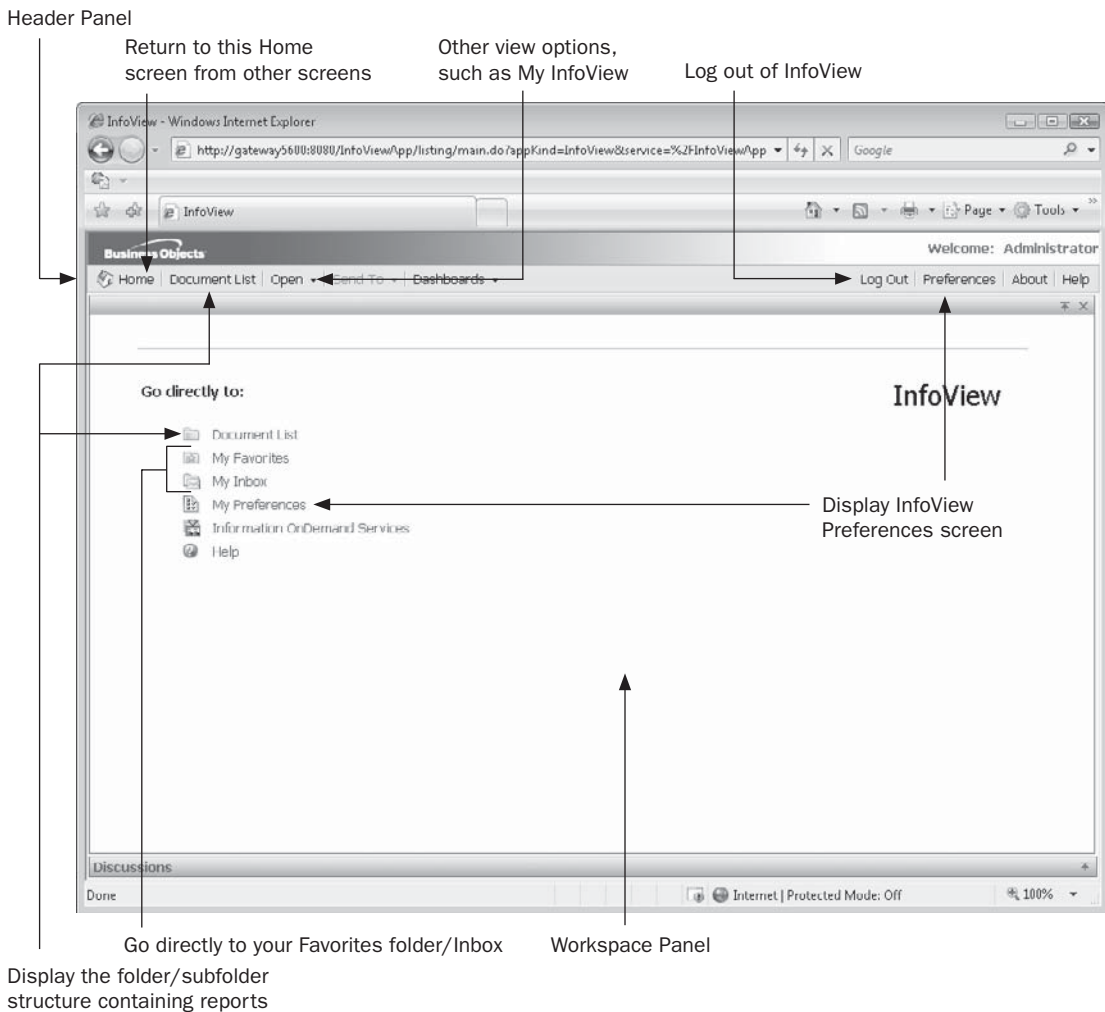 Header Panel
Return to this Home
screen from other screens
Other view options,
such as My InfoView
Log out of InfoView
InfoView - Windows Internet Explorer
http://gateway5600:8080/InfoViewApp/listing/main.do?appKind=InfoView&service=%2FInfoViewApp
Google
InfoView
Page
Tools
Business Objects
Welcome: Administrator
Home
Document List
Open
Send To
Dashboards
Log Out
Preferences
About
Help
Go directly to:
InfoView
Document List
My Favorites
My Inbox
My Preferences
Information OnDemand Services
Help
Display InfoView
Preferences screen
Discussions
Done
Internet | Protected Mode: Off
100%
Go directly to your Favorites folder/Inbox
Workspace Panel
Display the folder/subfolder
structure containing reports